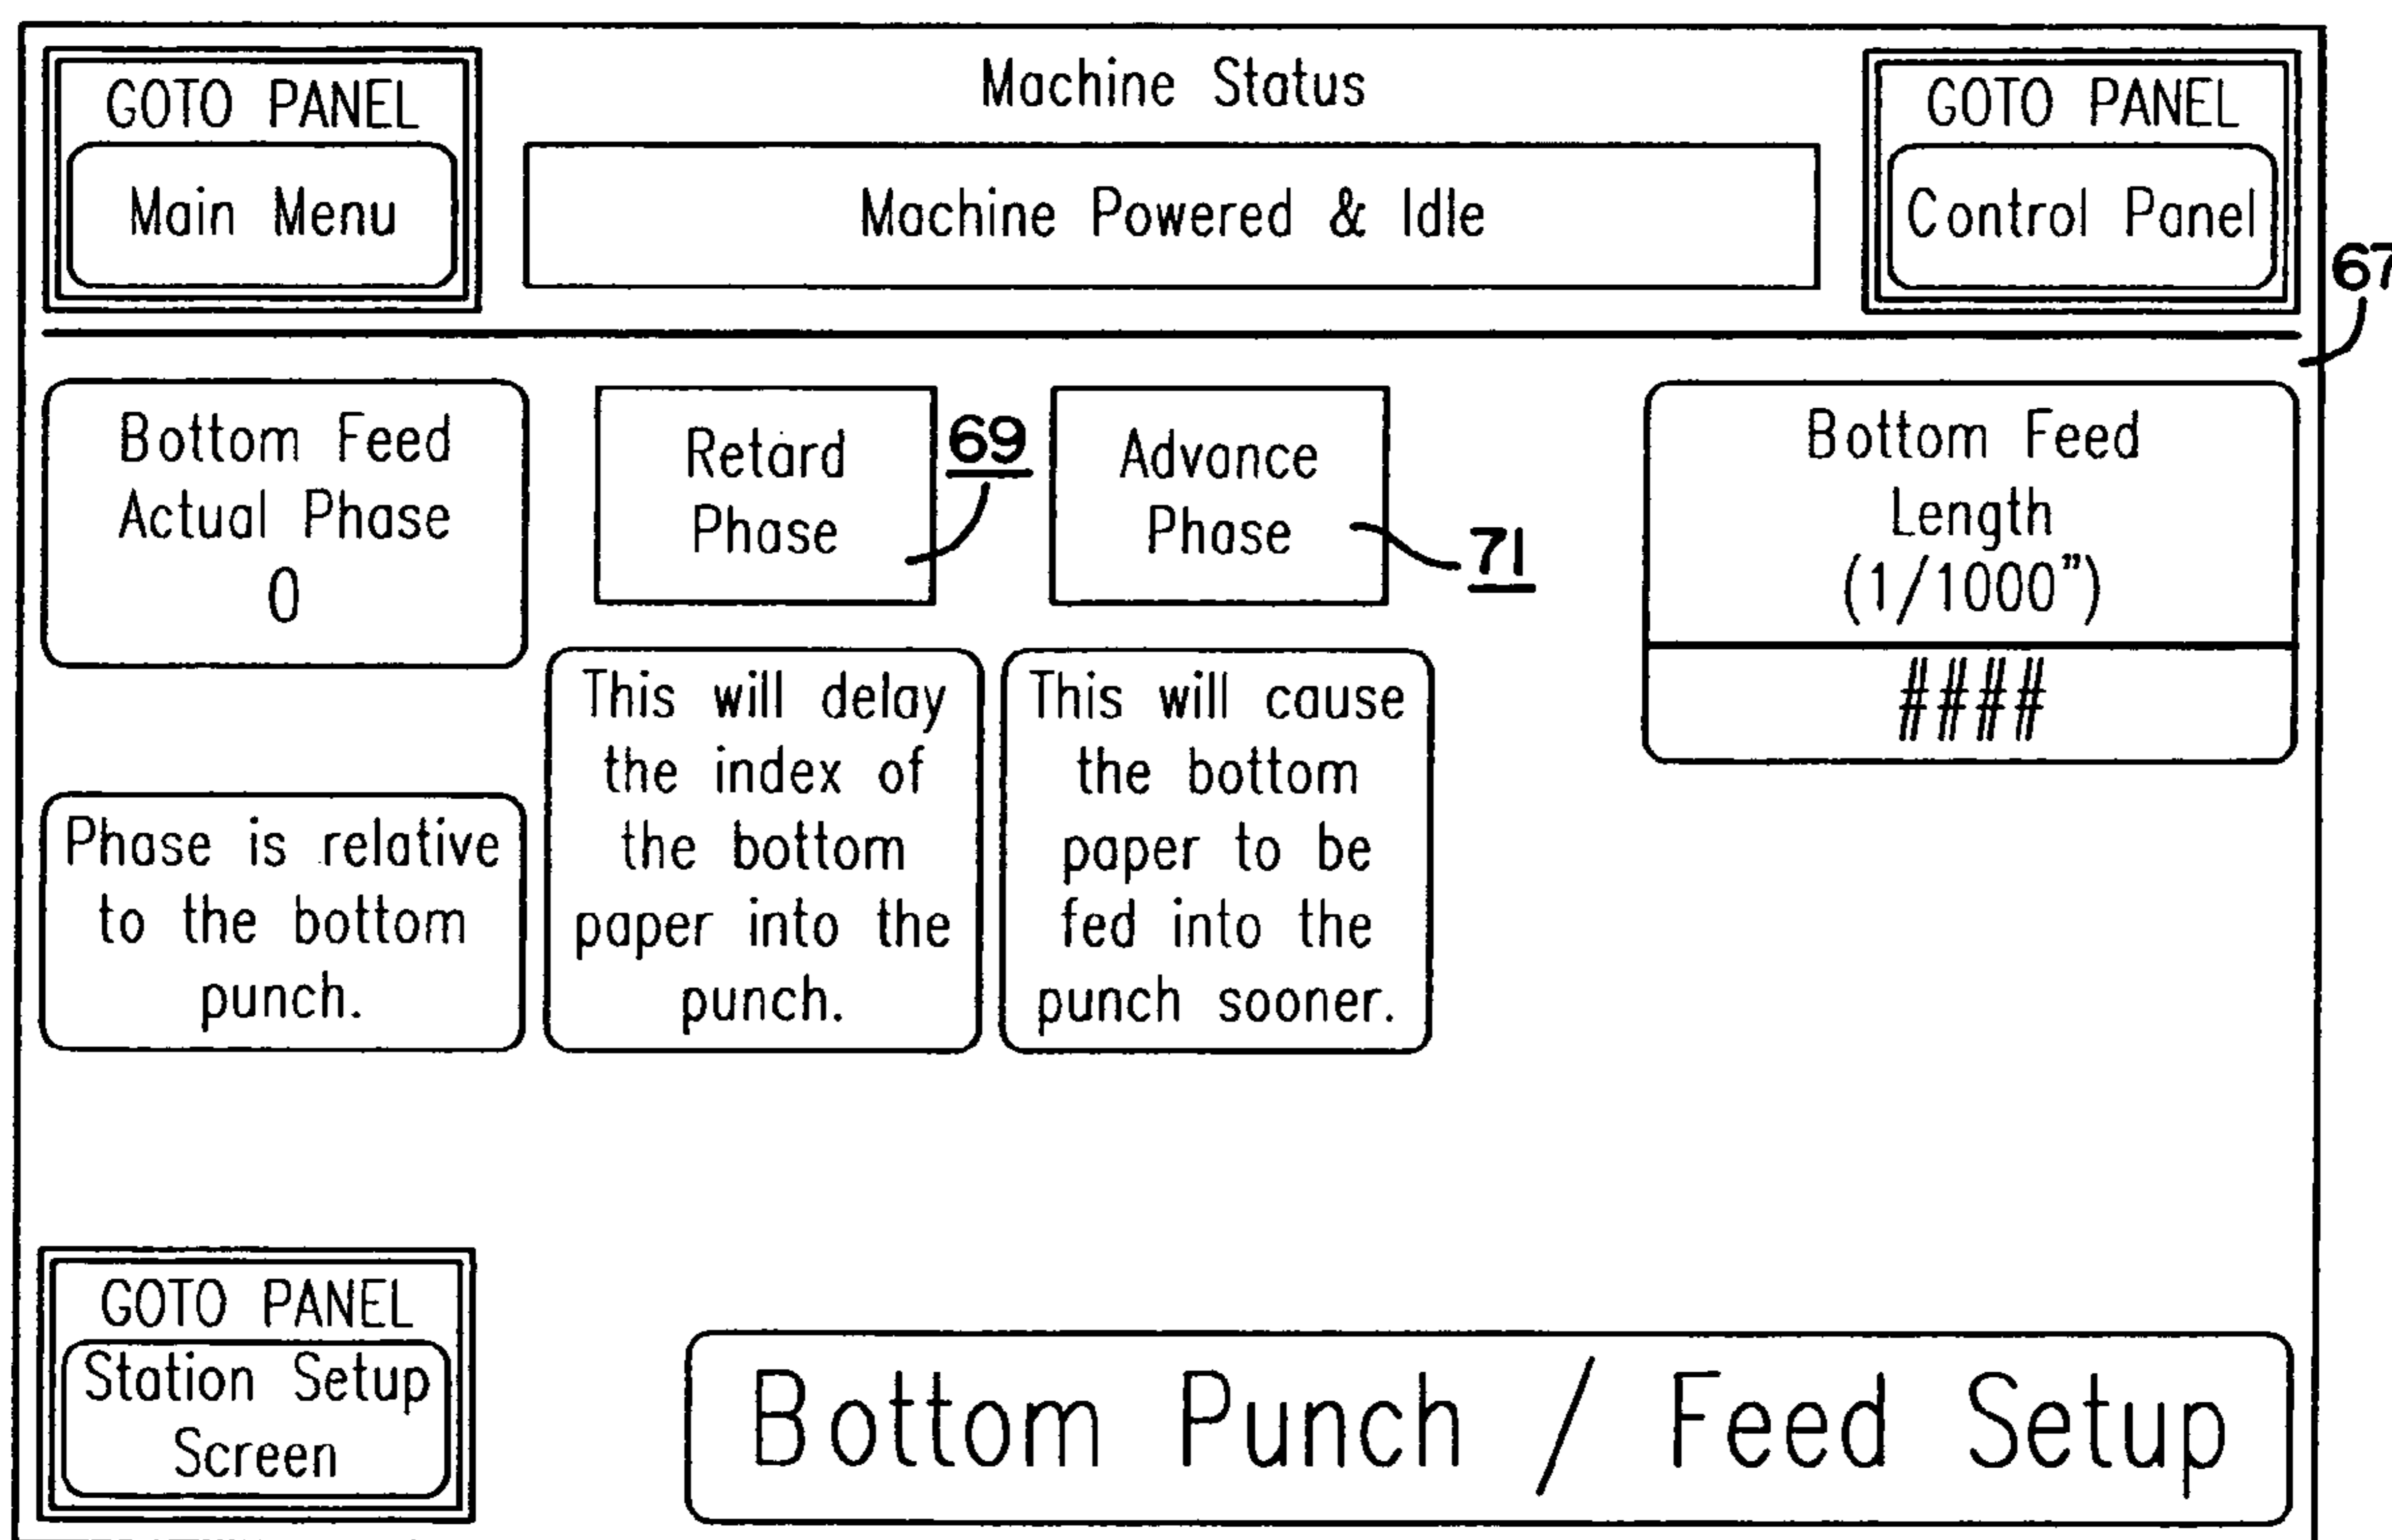 GOTO PANEL
Main Menu
Machine Status
Machine Powered & Idle
GOTO PANEL
Control Panel
67
Bottom Feed
Actual Phase
0
Retard
Phase
69
Advance
Phase
71
Bottom Feed
Length
(1/1000")
####
Phase is relative
to the bottom
punch.
This will delay
the index of
the bottom
paper into the
punch.
This will cause
the bottom
paper to be
fed into the
punch sooner.
GOTO PANEL
Station Setup
Screen
Bottom Punch / Feed Setup